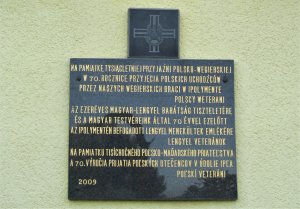 NA PAMIATKĘ TYSIĄCLETNIEJ PRZYJAŹNI POLSKO-WĘGIERSKIEJ
W 70. ROCZNICĘ PRZYJĘCIA POLSKICH UCHODŹCÓW
PRZEZ NASZYCH WĘGIERSKICH BRACI W IPOLYMENTE
POLSCY WETERANI
AZ EZERÉVES MAGYAR-LENGYEL BARÁTSÁG TISZTELETÉRE
ÉS A MAGYAR TESTVÉREINK ÁLTAL 70 ÉVVEL EZELŐTT
AZ IPOLYMENTÉN BEFOGADOTT LENGYEL MENEKÜLTEK EMLÉKÉRE
LENGYEL VETERÁNOK
NA PAMIATKU TISÍCROČNÉHO POĽSKO-MAĎARSKÉHO PRIATEĽSTVA
A 70. VÝROČIA PRIJATIA POĽSKÝCH UTEČENCOV V ÚDOLIE IPEĽA
POĽSKÍ VETERÁNI
2009